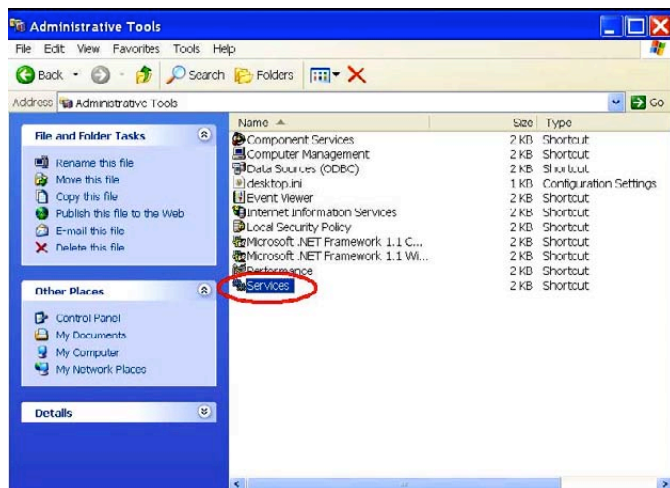 Administrative Tools
File Edit View Favorites Tools Help
Back Search Folders
Address Administrative Tools Go
File and Folder Tasks
Rename this file
Move this file
Copy this file
Publish this file to the Web
E-mail this file
Delete this file
Other Places
Control Panel
My Documents
My Computer
My Network Places
Details
Name Size Type
Component Services 2 KB Shortcut
Computer Management 2 KB Shortcut
Data Sources (ODBC) 2 KB Shortcut
desktop.ini 1 KB Configuration Settings
Event Viewer 2 KB Shortcut
Internet Information Services 2 KB Shortcut
Local Security Policy 2 KB Shortcut
Microsoft .NET Framework 1.1 C... 2 KB Shortcut
Microsoft .NET Framework 1.1 Wi... 2 KB Shortcut
Performance 2 KB Shortcut
Services 2 KB Shortcut